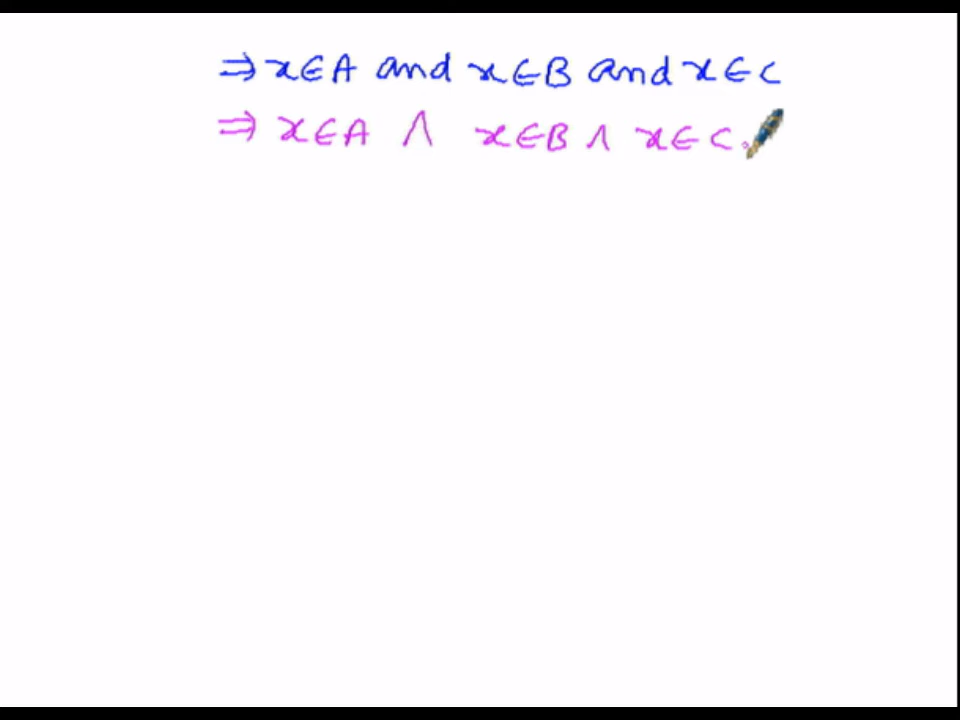 ⇒ x∈A and x∈B and x∈C
⇒ x∈A ∧ x∈B ∧ x∈C.